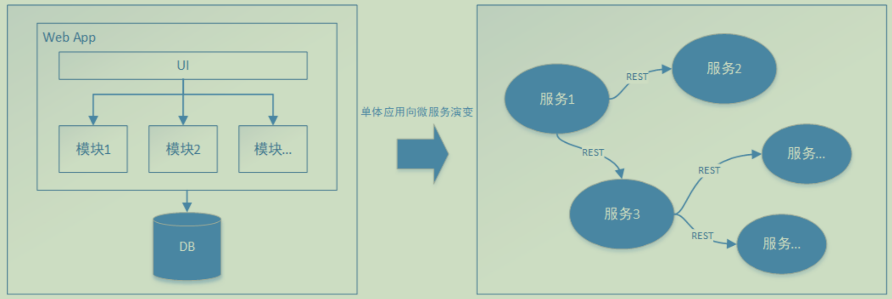 Web App
UI
模块1
模块2
模块...
DB
单体应用向微服务演变
服务1
REST
服务2
REST
服务3
REST
服务...
REST
服务...